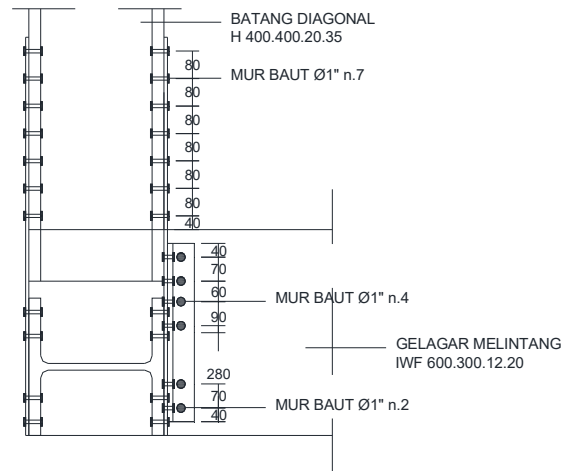 BATANG DIAGONAL
H 400.400.20.35
80
MUR BAUT Ø1" n.7
80
80
80
80
80
40
40
70
60
MUR BAUT Ø1" n.4
90
GELAGAR MELINTANG
IWF 600.300.12.20
280
70
MUR BAUT Ø1" n.2
40